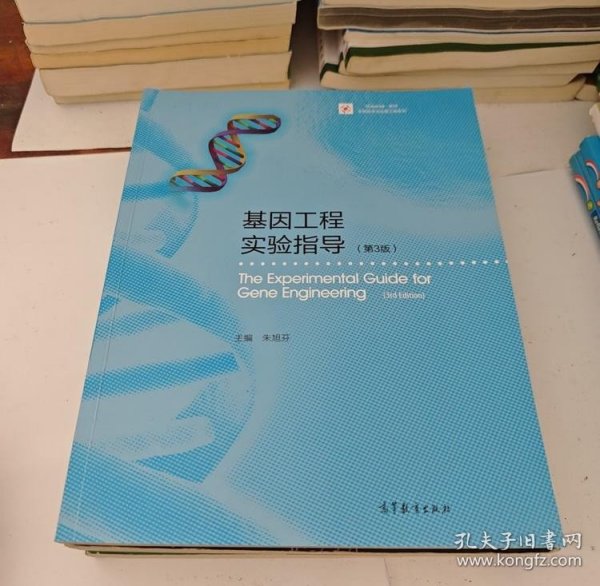 基因工程
实验指导 (第3版)
The Experimental Guide for
Gene Engineering (3rd Edition)
主编 朱旭芬
高等教育出版社
孔夫子旧书网
www.kongfz.com